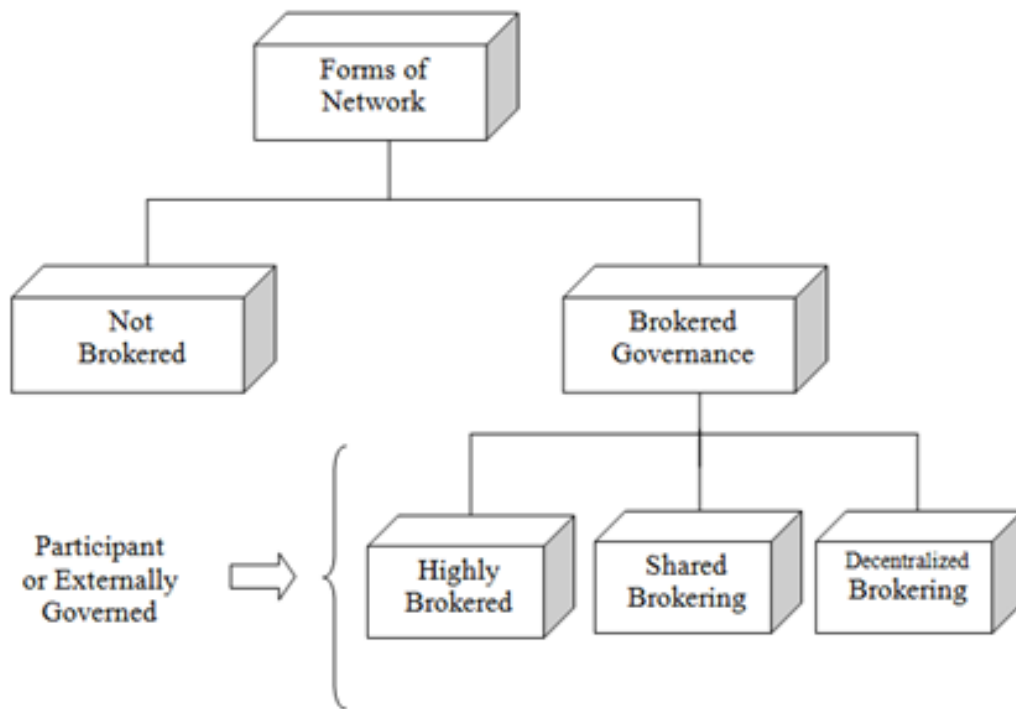 Forms of
Network
Not
Brokered
Brokered
Governance
Participant
or Externally
Governed
Highly
Brokered
Shared
Brokering
Decentralized
Brokering